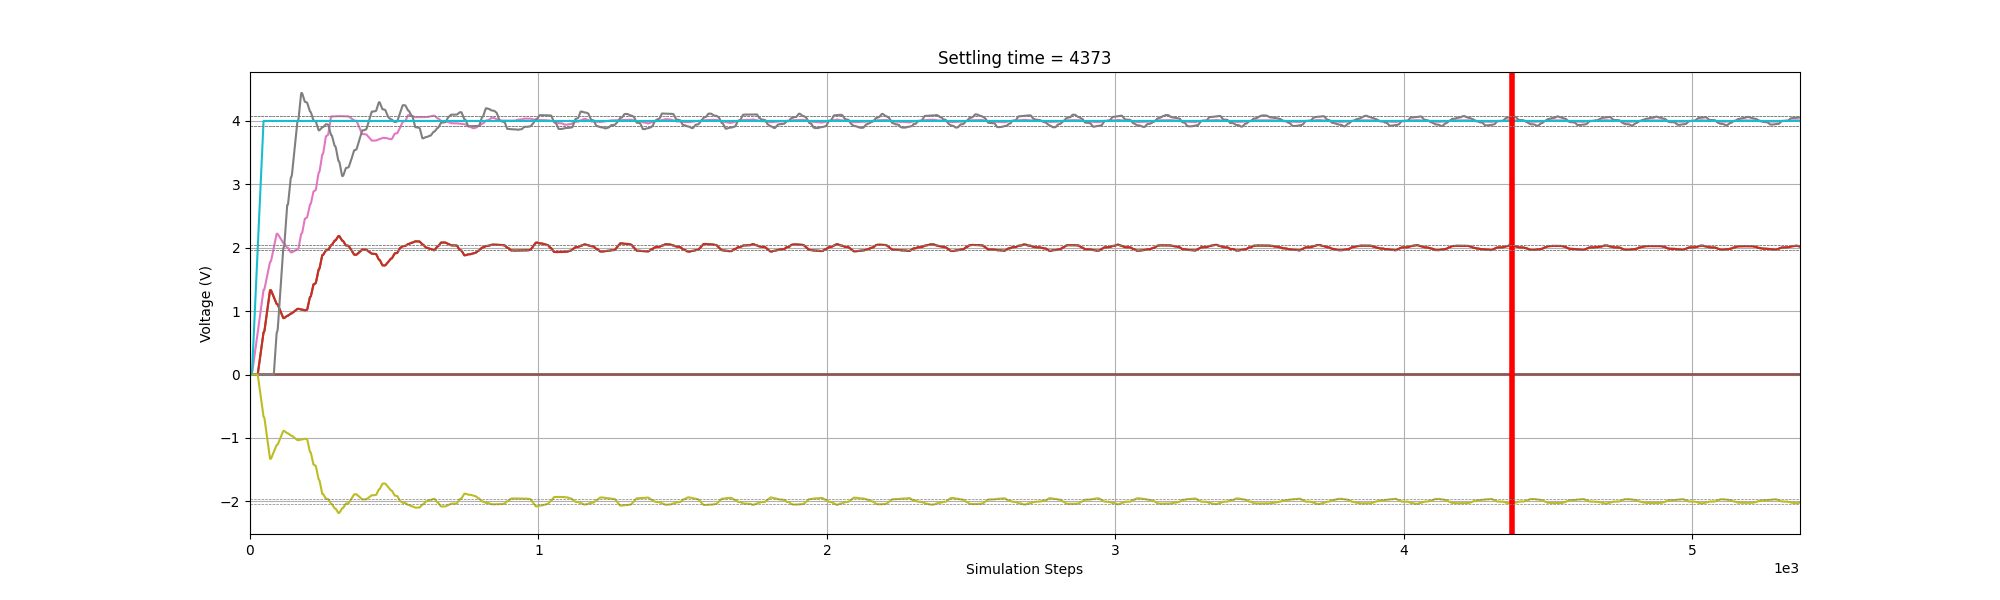 Settling time = 4373
Voltage (V)
4
3
2
1
0
−1
−2
0 1 2 3 4 5
Simulation Steps
1e3